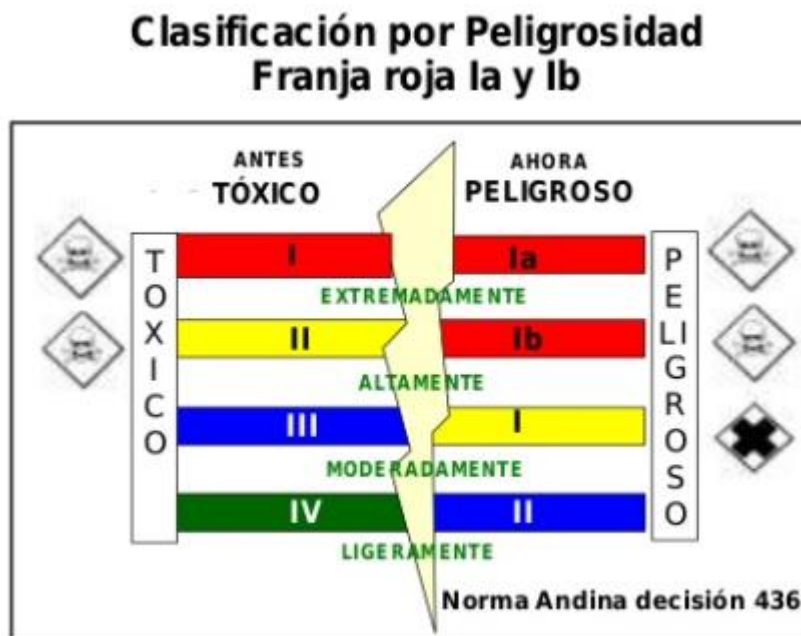 Clasificación por Peligrosidad
Franja roja Ia y Ib
ANTES
TÓXICO
AHORA
PELIGROSO
TOXICO
I
Ia
EXTREMADAMENTE
II
Ib
ALTAMENTE
III
I
MODERADAMENTE
IV
II
LIGERAMENTE
PELIGROSO
Norma Andina decisión 436